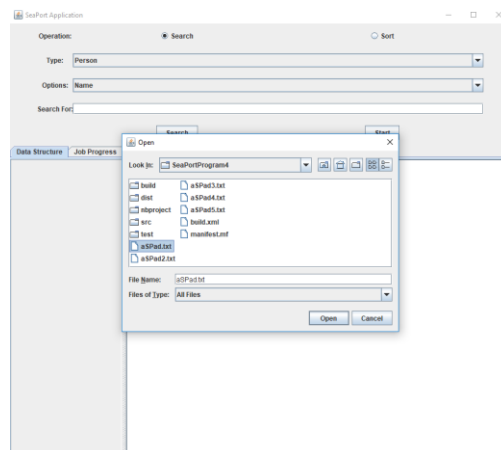 SeaPort Application
Operation: Search Sort
Type: Person
Options: Name
Search For:
Search Start
Data Structure Job Progress
Open
Look In: SeaPortProgram4
build aSPad3.txt
dist aSPad4.txt
nbproject aSPad5.txt
src build.xml
test manifest.mf
aSPad.txt
aSPad2.txt
File Name: aSPad.txt
Files of Type: All Files
Open Cancel